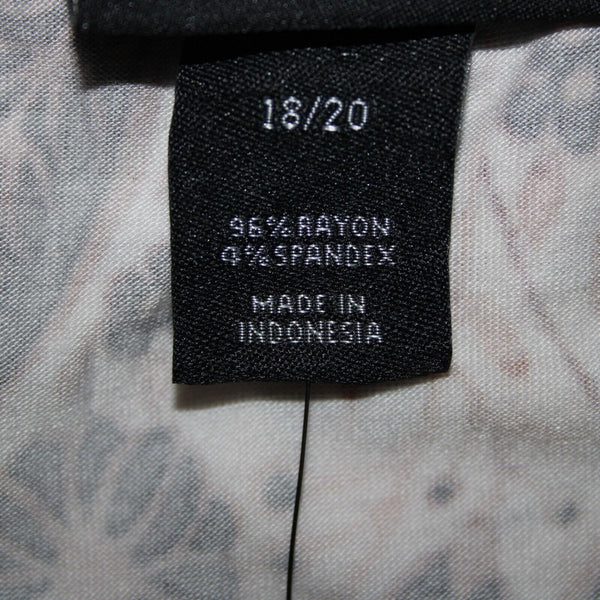 18/20
96% RAYON
4% SPANDEX
MADE IN
INDONESIA